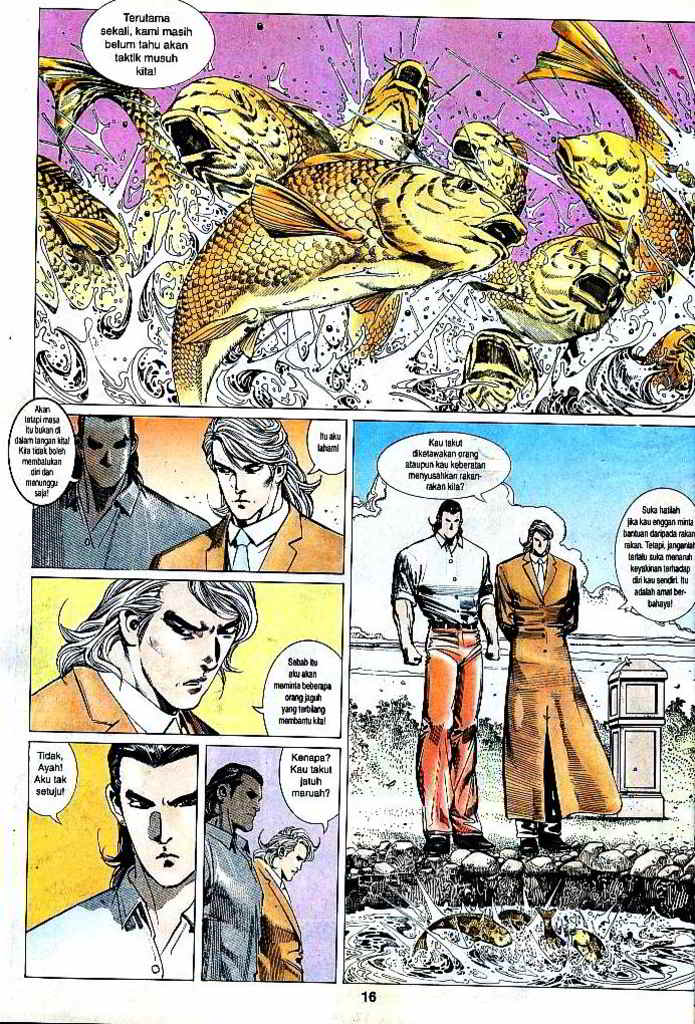 Terutama
sekali, kami masih
belum tahu akan
taktik musuh
kita!
Akan
tetapi masa
itu bukan di
dalam tangan kita!
Kita tidak boleh
membalukan
diri dan
menunggu
saja!
Itu aku
faham!
Sebab itu
aku
meminta beberapa
orang jaguh
yang terbilang
membantu kita!
Tidak,
Ayah!
Aku tak
setuju!
Kenapa?
Kau takut
jatuh
maruah?
Kau takut
diketawakan orang
ataupun kau keberatan
menyusahkan rakan-
rakan kita?
Suka hatilah
jika kau enggan minta
bantuan daripada rakan
rakan. Tetapi, jangan
terlalu suka menaruh
keyakinan terhadap
diri kau sendiri. Itu
adalah amat ber-
bahaya!
16